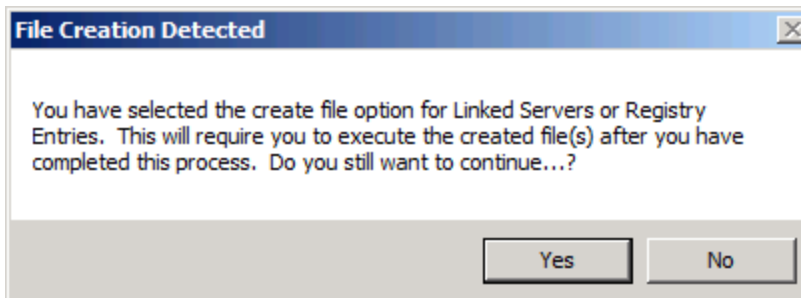 File Creation Detected
You have selected the create file option for Linked Servers or Registry
Entries.  This will require you to execute the created file(s) after you have
completed this process.  Do you still want to continue...?
Yes
No